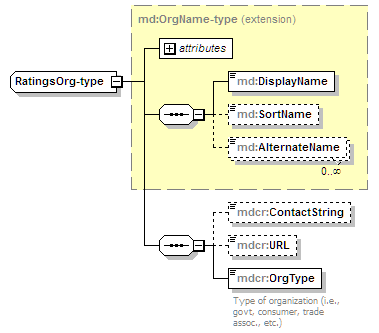 md:OrgName-type (extension)
attributes
RatingsOrg-type
md:DisplayName
md:SortName
md:AlternateName
0..∞
mdcr:ContactString
mdcr:URL
mdcr:OrgType
Type of organization (i.e.,
govt, consumer, trade
assoc., etc.)